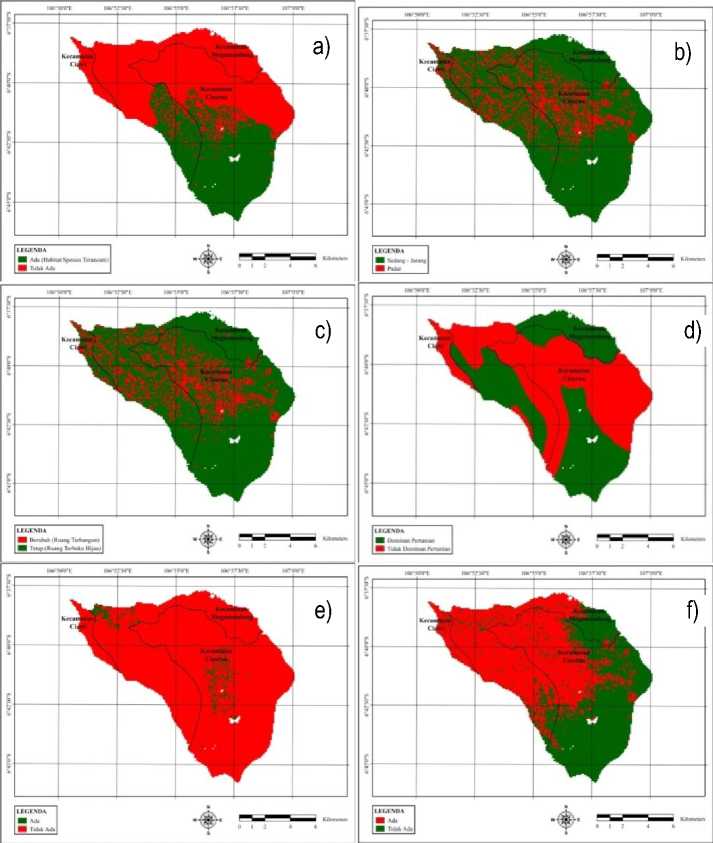 106°50'0"E 106°52'30"E 106°55'0"E 106°57'30"E 107°0'0"E
a)
Kecamatan
Megamendung
Kecamatan
Ciawi
Kecamatan
Cisarua
LEGENDA
Ada (Habitat Spesies Terancam)
Tidak Ada
N
W E
S
0 1 2 4 6
Kilometers
106°50'0"E 106°52'30"E 106°55'0"E 106°57'30"E 107°0'0"E
b)
Kecamatan
Megamendung
Kecamatan
Ciawi
Kecamatan
Cisarua
LEGENDA
Sedang - Jarang
Padat
N
W E
S
0 1 2 4 6
Kilometers
106°50'0"E 106°52'30"E 106°55'0"E 106°57'30"E 107°0'0"E
c)
Kecamatan
Megamendung
Kecamatan
Ciawi
Kecamatan
Cisarua
LEGENDA
Berubah (Ruang Terbangun)
Tetap (Ruang Terbuka Hijau)
N
W E
S
0 1 2 4 6
Kilometers
106°50'0"E 106°52'30"E 106°55'0"E 106°57'30"E 107°0'0"E
d)
Kecamatan
Megamendung
Kecamatan
Ciawi
Kecamatan
Cisarua
LEGENDA
Dominan Pertanian
Tidak Dominan Pertanian
N
W E
S
0 1 2 4 6
Kilometers
106°50'0"E 106°52'30"E 106°55'0"E 106°57'30"E 107°0'0"E
e)
Kecamatan
Megamendung
Kecamatan
Ciawi
Kecamatan
Cisarua
LEGENDA
Ada
Tidak Ada
N
W E
S
0 1 2 4 6
Kilometers
106°50'0"E 106°52'30"E 106°55'0"E 106°57'30"E 107°0'0"E
f)
Kecamatan
Megamendung
Kecamatan
Ciawi
Kecamatan
Cisarua
LEGENDA
Ada
Tidak Ada
N
W E
S
0 1 2 4 6
Kilometers